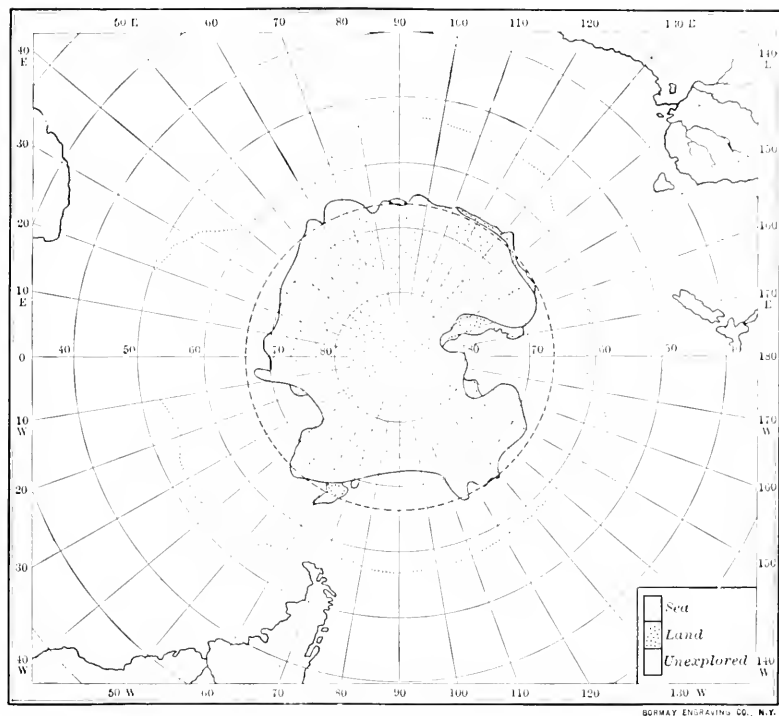 50 E 60 70 80 90 100 110 120 130 E
40 E
140 E
30
150
20
10 E
170 E
0 40 50 60 70 80 80 70 60 50 180
10 W
170 W
20
160
30
150
Sea
Land
Unexplored
40 W
140 W
50 W 60 70 80 90 100 110 120 130 W
BORMAY ENGRAVING CO., N.Y.